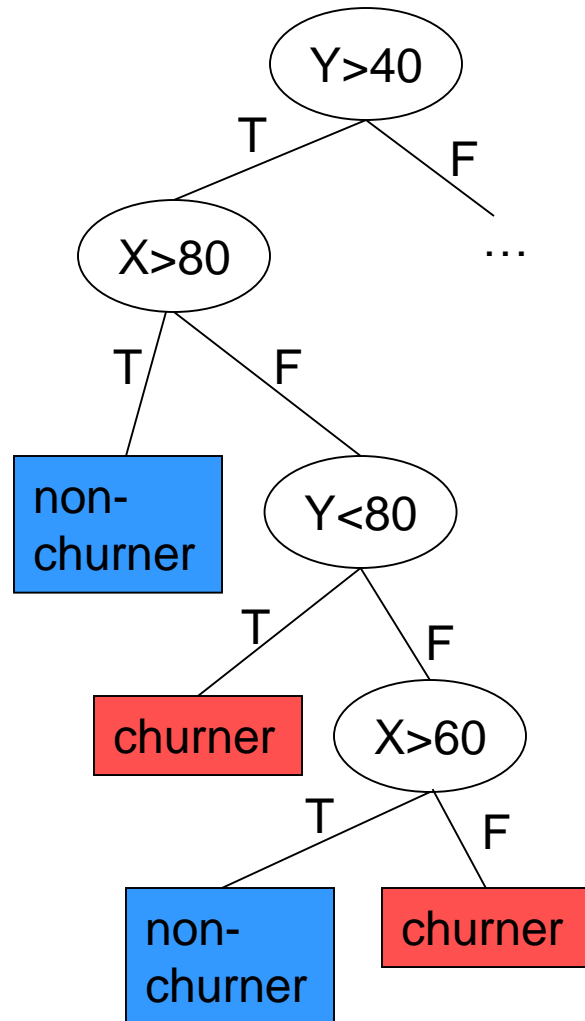 Y>40
T
F
X>80
…
T
F
non-
churner
Y<80
T
F
churner
X>60
T
F
non-
churner
churner